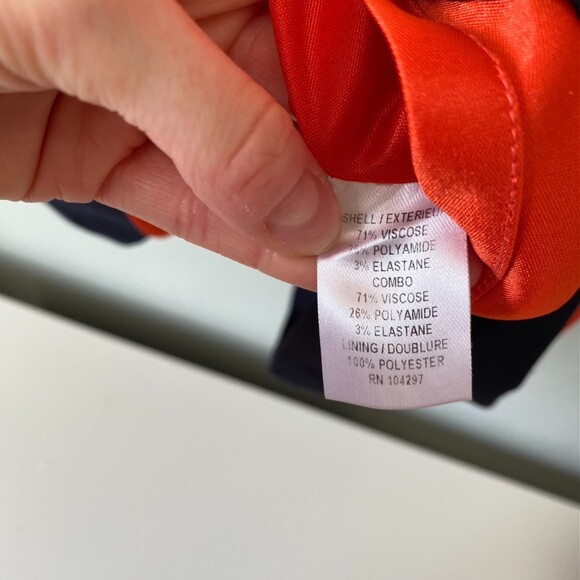 SHELL / EXTERIEU
71% VISCOSE
% POLYAMIDE
3% ELASTANE
COMBO
71% VISCOSE
26% POLYAMIDE
3% ELASTANE
LINING / DOUBLURE
100% POLYESTER
RN 104297